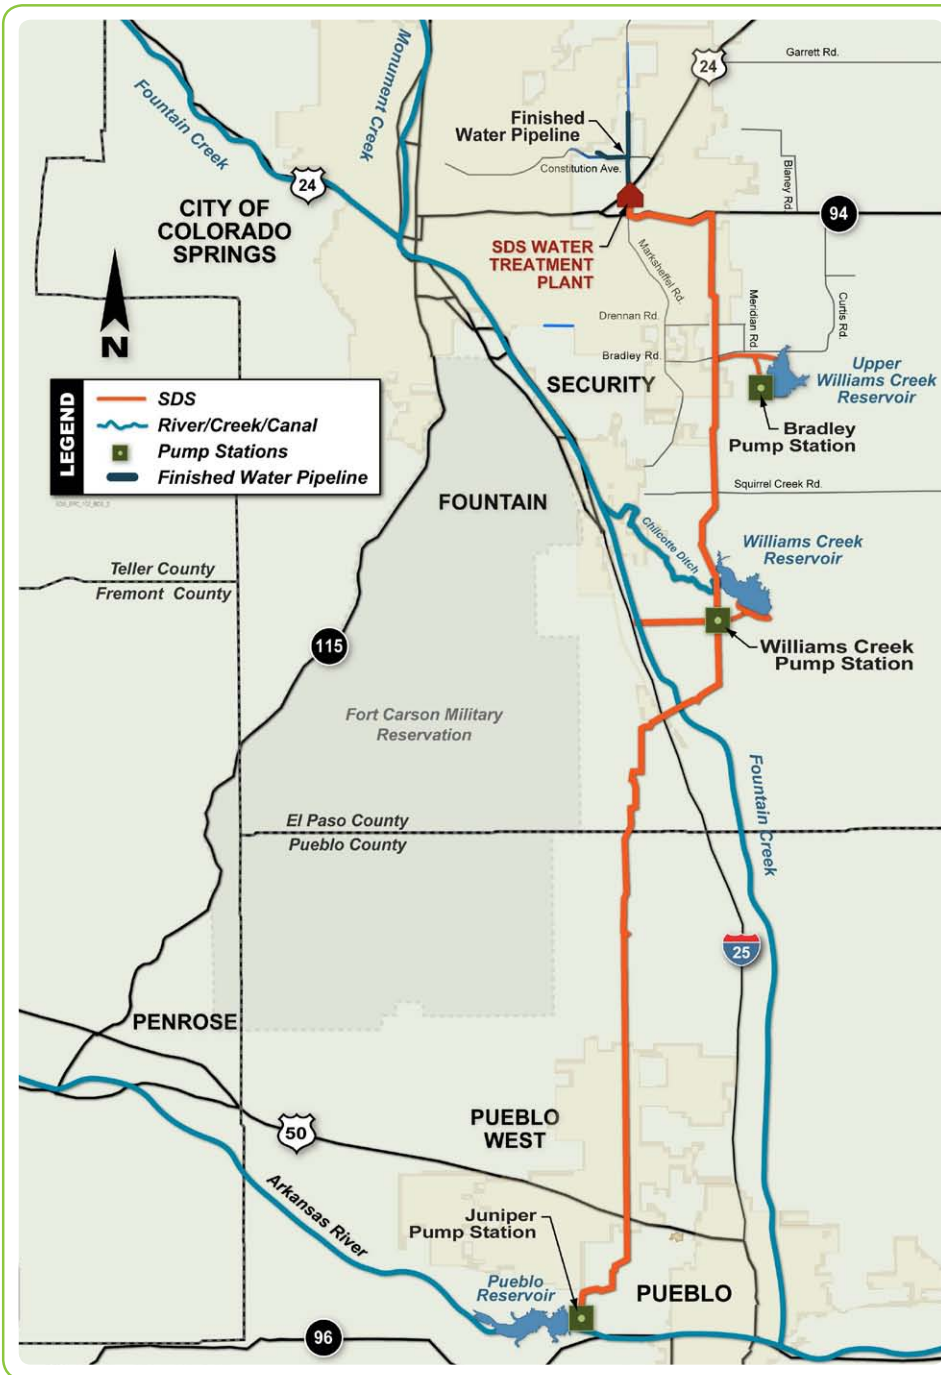 Garrett Rd.
24
Monument Creek
Fountain Creek
Finished
Water Pipeline
Constitution Ave.
Blaney Rd.
24
94
CITY OF
COLORADO
SPRINGS
SDS WATER
TREATMENT
PLANT
Marksheffel Rd.
N
Drennan Rd.
Meridian Rd.
Curtis Rd.
Bradley Rd.
Upper
Williams Creek
Reservoir
SECURITY
LEGEND
SDS
River/Creek/Canal
Pump Stations
Finished Water Pipeline
Bradley
Pump Station
Squirrel Creek Rd.
FOUNTAIN
Chilcotte Ditch
Williams Creek
Reservoir
Teller County
Fremont County
115
Williams Creek
Pump Station
Fort Carson Military
Reservation
Fountain Creek
El Paso County
Pueblo County
25
PENROSE
50
PUEBLO
WEST
Arkansas River
Juniper
Pump Station
Pueblo
Reservoir
PUEBLO
96